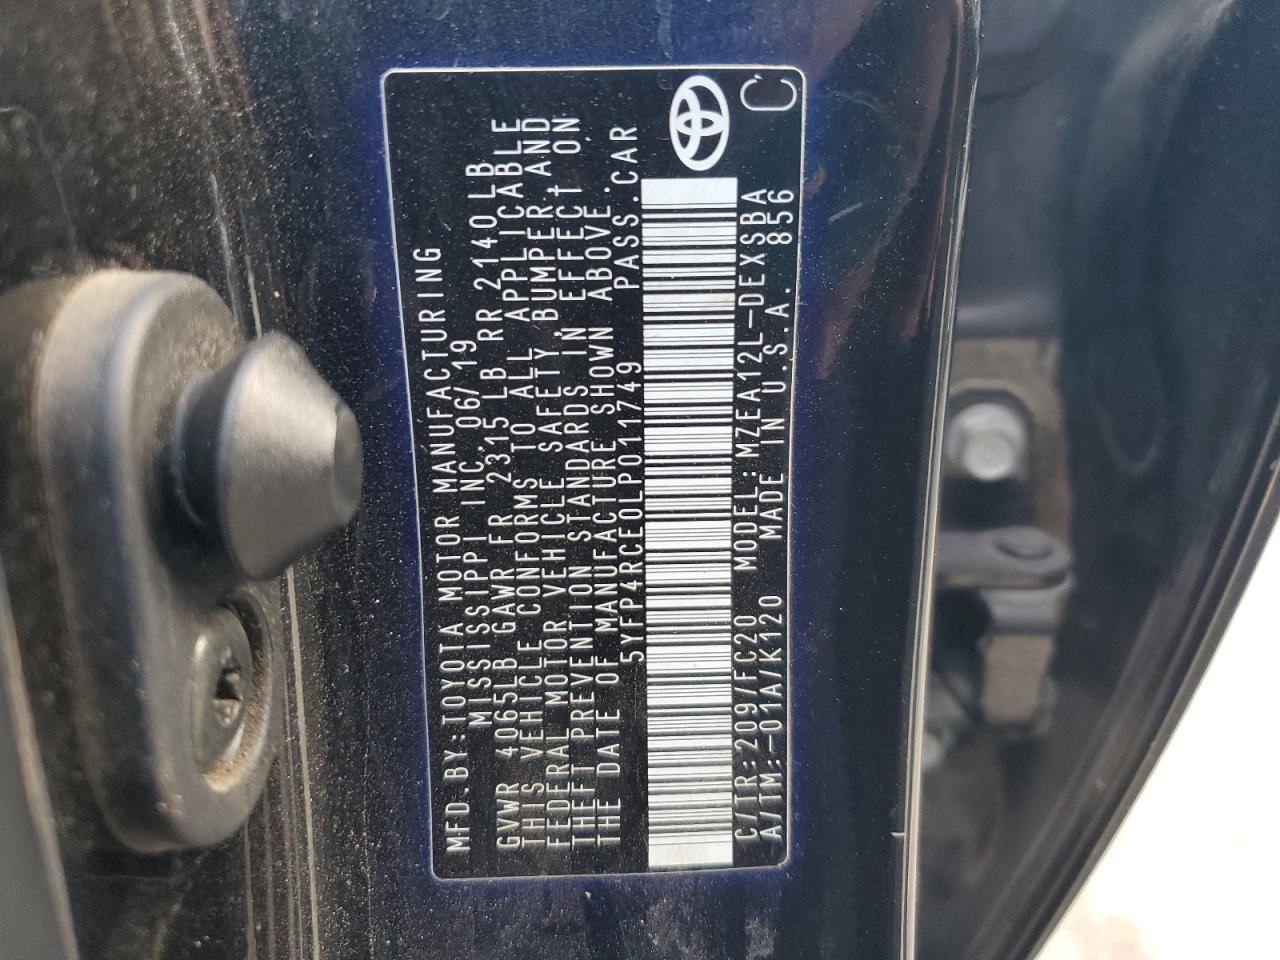 MFD.BY:TOYOTA MOTOR MANUFACTURING
MISSISSIPPI INC. 06/19
GVWR 4065LB GAWR FR 2315 LB RR 2140 LB
THIS VEHICLE CONFORMS TO ALL APPLICABLE
FEDERAL MOTOR VEHICLE SAFETY,BUMPER,AND
THEFT PREVENTION STANDARDS IN EFFECT ON
THE DATE OF MANUFACTURE SHOWN ABOVE.
5YFP4RCE0LP011749 PASS.CAR
C/TR:209/FC20 MODEL:MZEA12L-DEXSBA
A/TM:-01A/K120 MADE IN U.S.A. 856
C